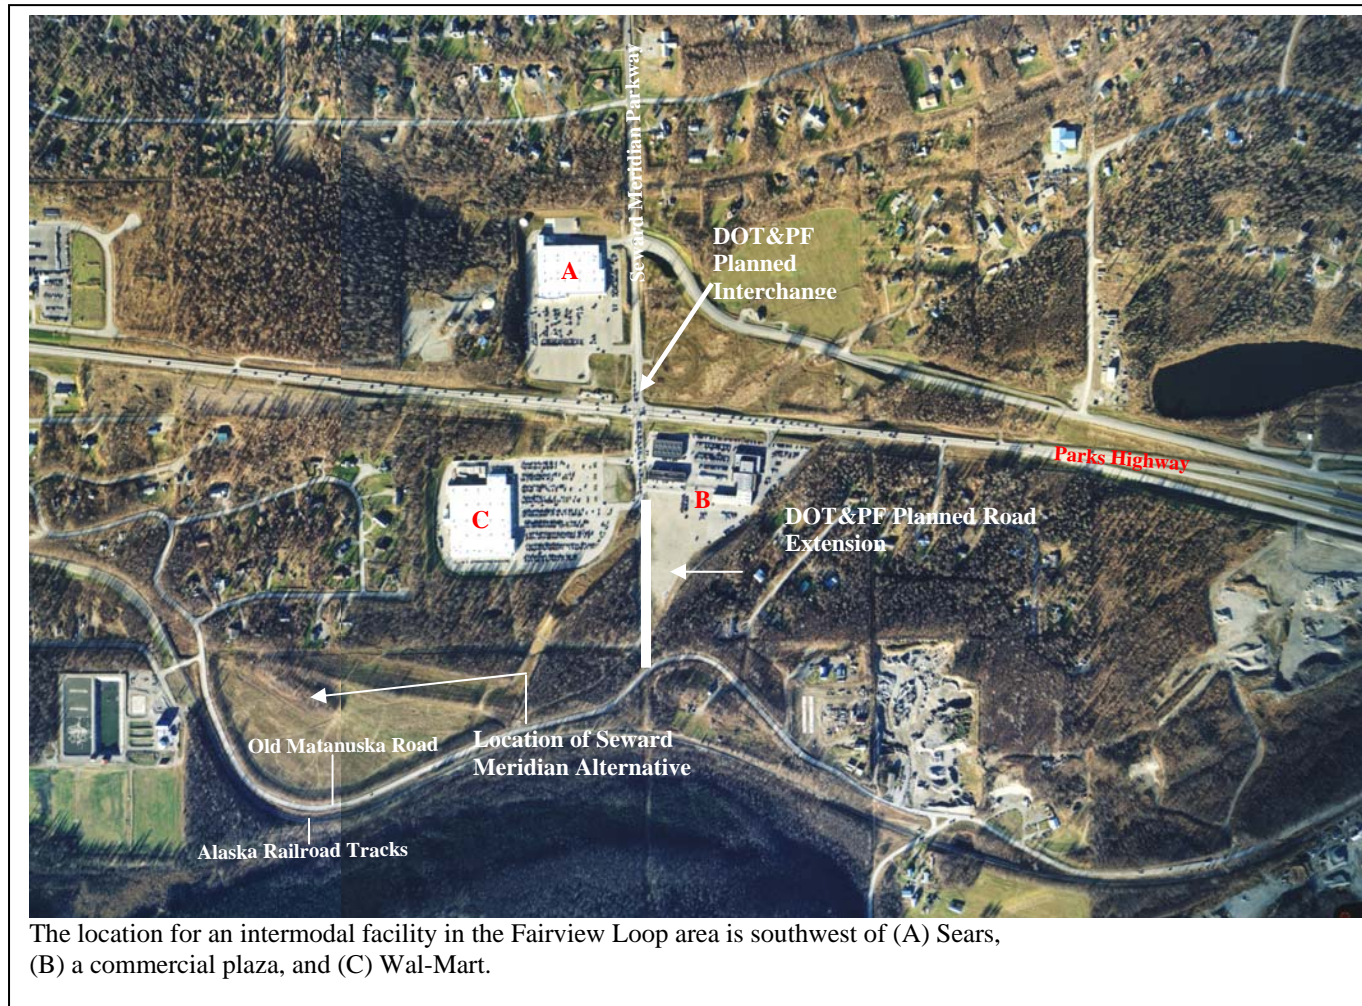 Seward Meridian Parkway
DOT&PF
Planned
Interchange
A
Parks Highway
B
C
DOT&PF Planned Road
Extension
Old Matanuska Road
Location of Seward
Meridian Alternative
Alaska Railroad Tracks
The location for an intermodal facility in the Fairview Loop area is southwest of (A) Sears,
(B) a commercial plaza, and (C) Wal-Mart.